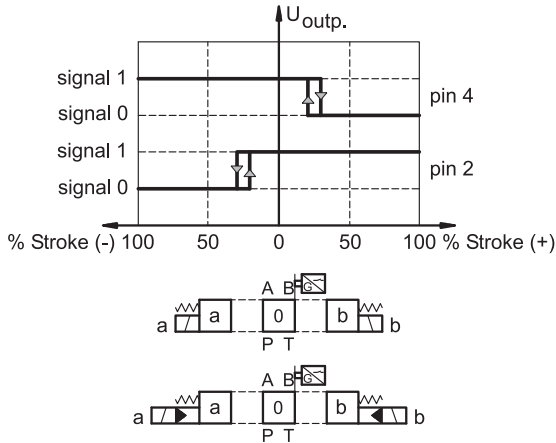 U outp.
signal 1
signal 0
pin 4
signal 1
signal 0
pin 2
% Stroke (-) 100 50 0 50 100 % Stroke (+)
A B G
a a 0 b b
P T
A B G
a a 0 b b
P T